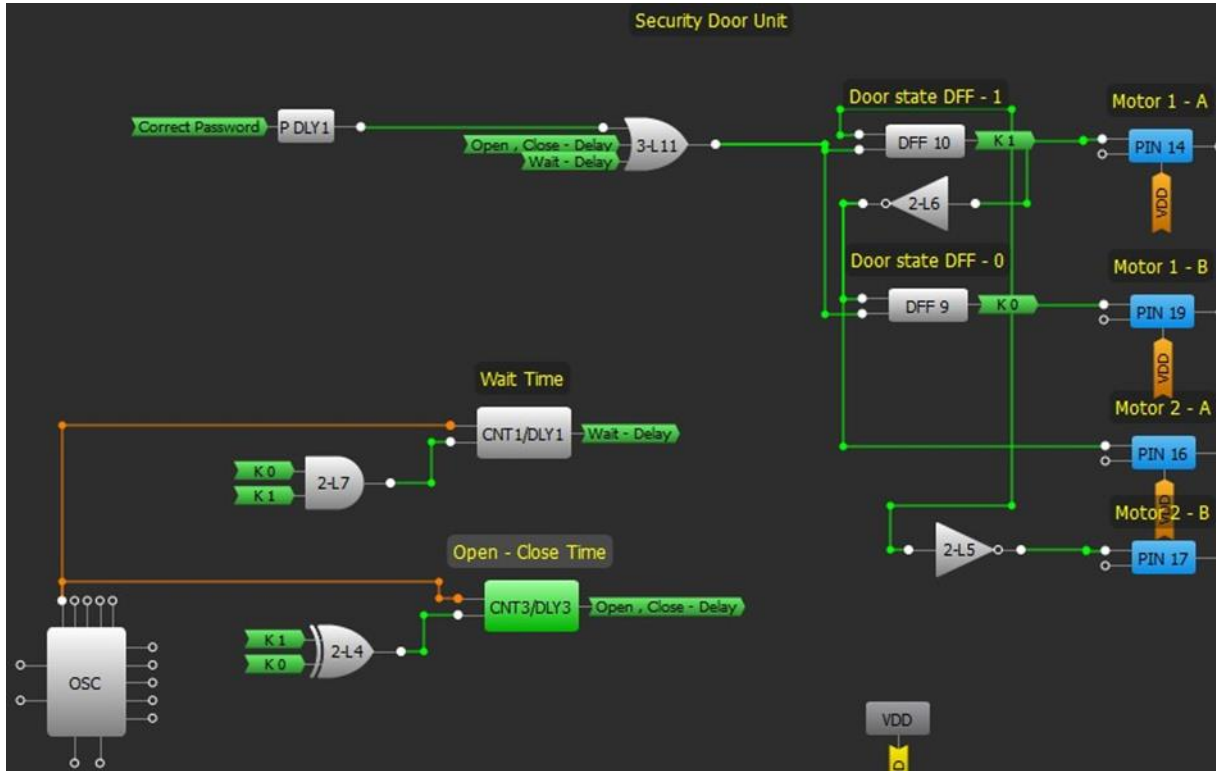 Security Door Unit
Door state DFF - 1
Motor 1 - A
Correct Password
P DLY1
Open , Close - Delay
Wait - Delay
3-L11
DFF 10
K 1
PIN 14
VDD
2-L6
Door state DFF - 0
Motor 1 - B
DFF 9
K 0
PIN 19
VDD
Wait Time
Motor 2 - A
CNT1/DLY1
Wait - Delay
K 0
K 1
2-L7
PIN 16
VDD
Motor 2 - B
Open - Close Time
2-L5
PIN 17
CNT3/DLY3
Open , Close - Delay
K 1
K 0
2-L4
OSC
VDD
D